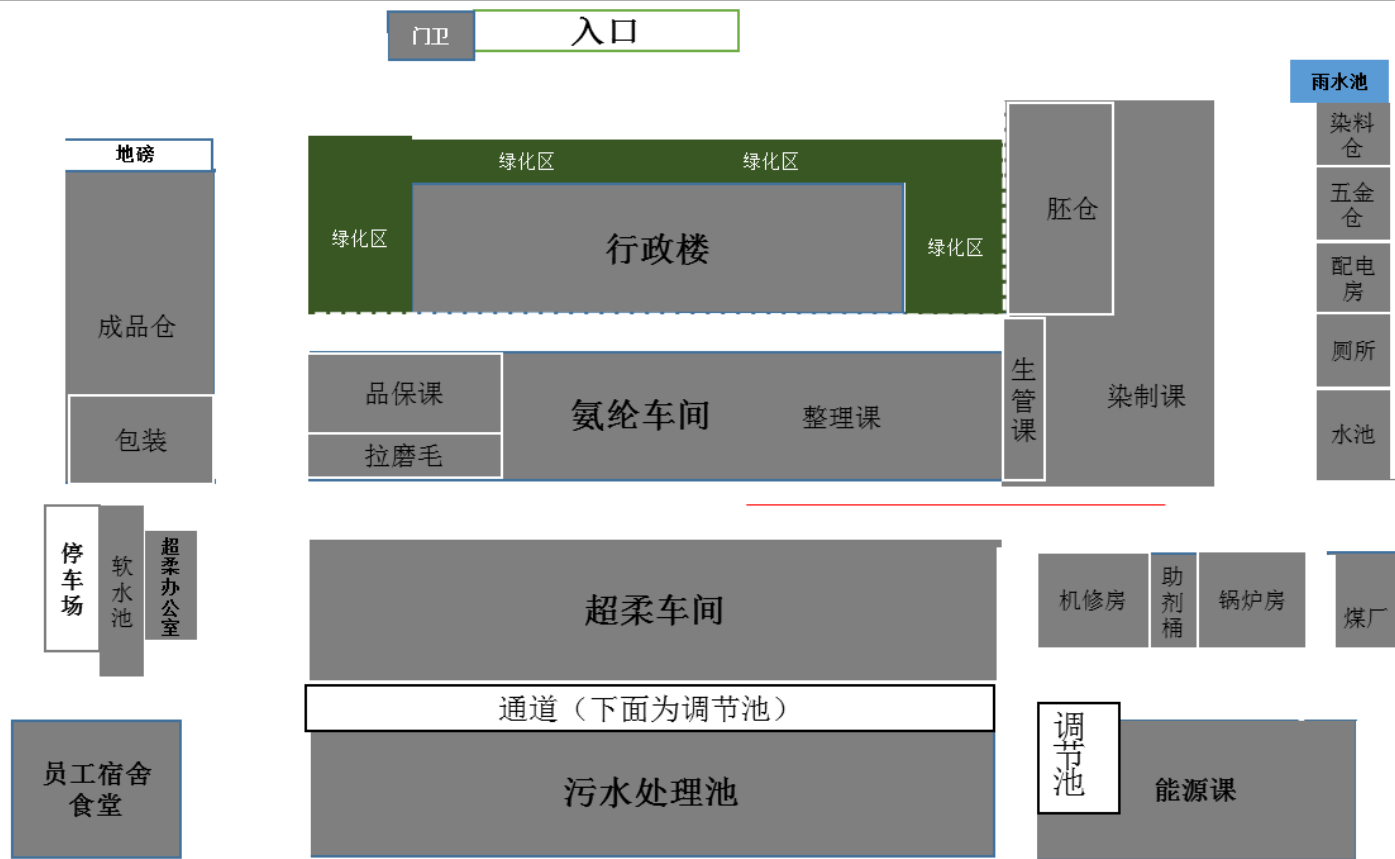 门卫
入口
雨水池
地磅
染料
仓
绿化区
绿化区
五金
仓
胚仓
绿化区
行政楼
绿化区
配电
房
成品仓
厕所
品保课
氨纶车间
整理课
生
管
课
染制课
包装
拉磨毛
水池
停
车
场
软
水
池
超
柔
办
公
室
超柔车间
机修房
助
剂
桶
锅炉房
煤厂
通道（下面为调节池）
调
节
池
员工宿舍
食堂
污水处理池
能源课